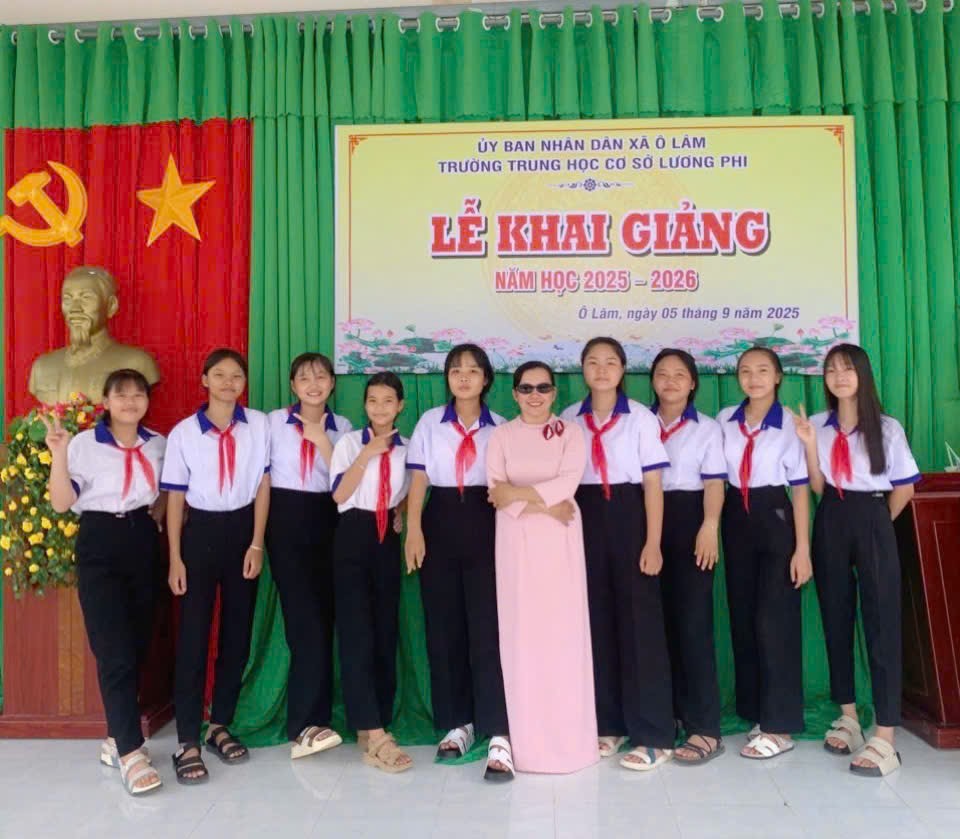 ỦY BAN NHÂN DÂN XÃ Ô LÂM
TRƯỜNG TRUNG HỌC CƠ SỞ LƯƠNG PHI
LỄ KHAI GIẢNG
NĂM HỌC 2025 – 2026
Ô Lâm, ngày 05 tháng 9 năm 2025